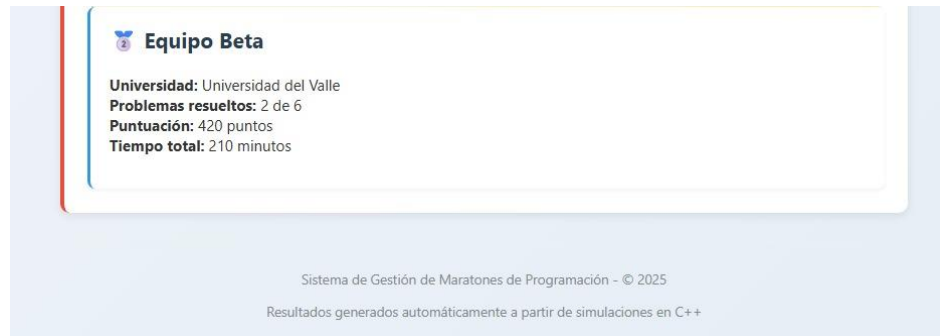 Equipo Beta
Universidad: Universidad del Valle
Problemas resueltos: 2 de 6
Puntuación: 420 puntos
Tiempo total: 210 minutos
Sistema de Gestión de Maratones de Programación - © 2025
Resultados generados automáticamente a partir de simulaciones en C++